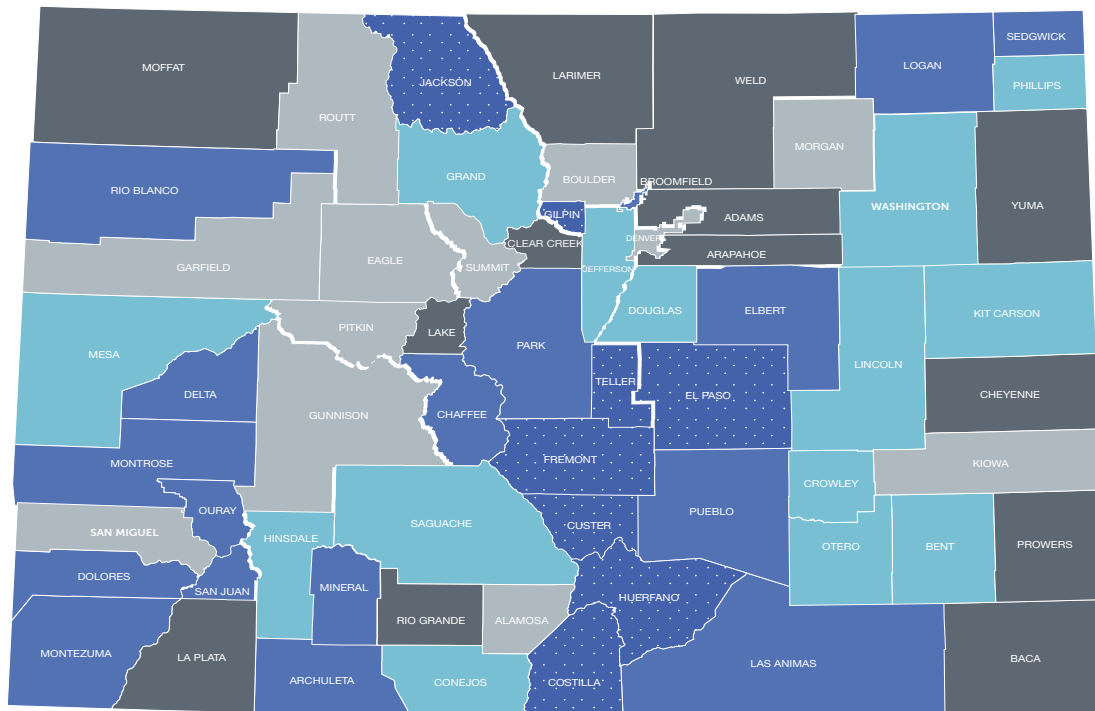 SEDGWICK
LOGAN
MOFFAT
LARIMER
WELD
JACKSON
PHILLIPS
ROUTT
MORGAN
GRAND
BOULDER
BROOMFIELD
RIO BLANCO
WASHINGTON
YUMA
GILPIN
ADAMS
DENVER
CLEAR CREEK
ARAPAHOE
GARFIELD
EAGLE
SUMMIT
JEFFERSON
DOUGLAS
ELBERT
KIT CARSON
PITKIN
LAKE
PARK
MESA
LINCOLN
TELLER
DELTA
EL PASO
CHEYENNE
GUNNISON
CHAFFEE
MONTROSE
FREMONT
KIOWA
CROWLEY
OURAY
PUEBLO
SAGUACHE
CUSTER
SAN MIGUEL
HINSDALE
OTERO
BENT
PROWERS
DOLORES
SAN JUAN
MINERAL
HUERFANO
RIO GRANDE
ALAMOSA
MONTEZUMA
LA PLATA
LAS ANIMAS
BACA
ARCHULETA
CONEJOS
COSTILLA